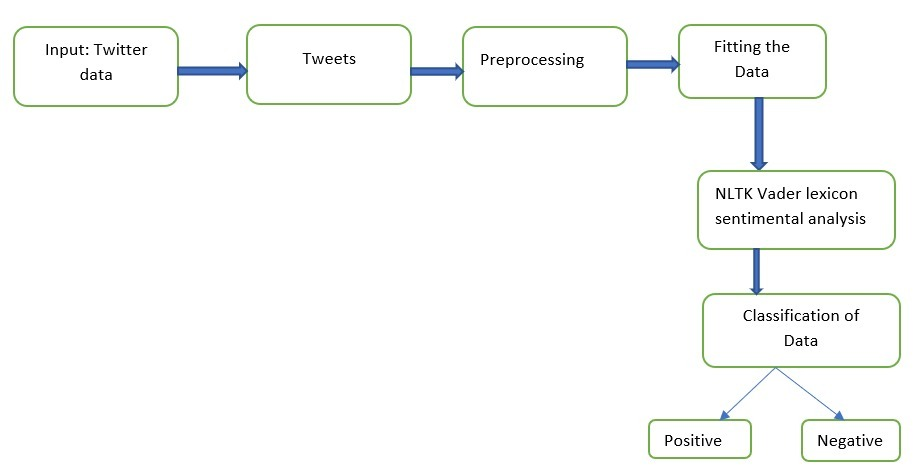 Input: Twitter
data
Tweets
Preprocessing
Fitting the
Data
NLTK Vader lexicon
sentimental analysis
Classification of
Data
Positive
Negative